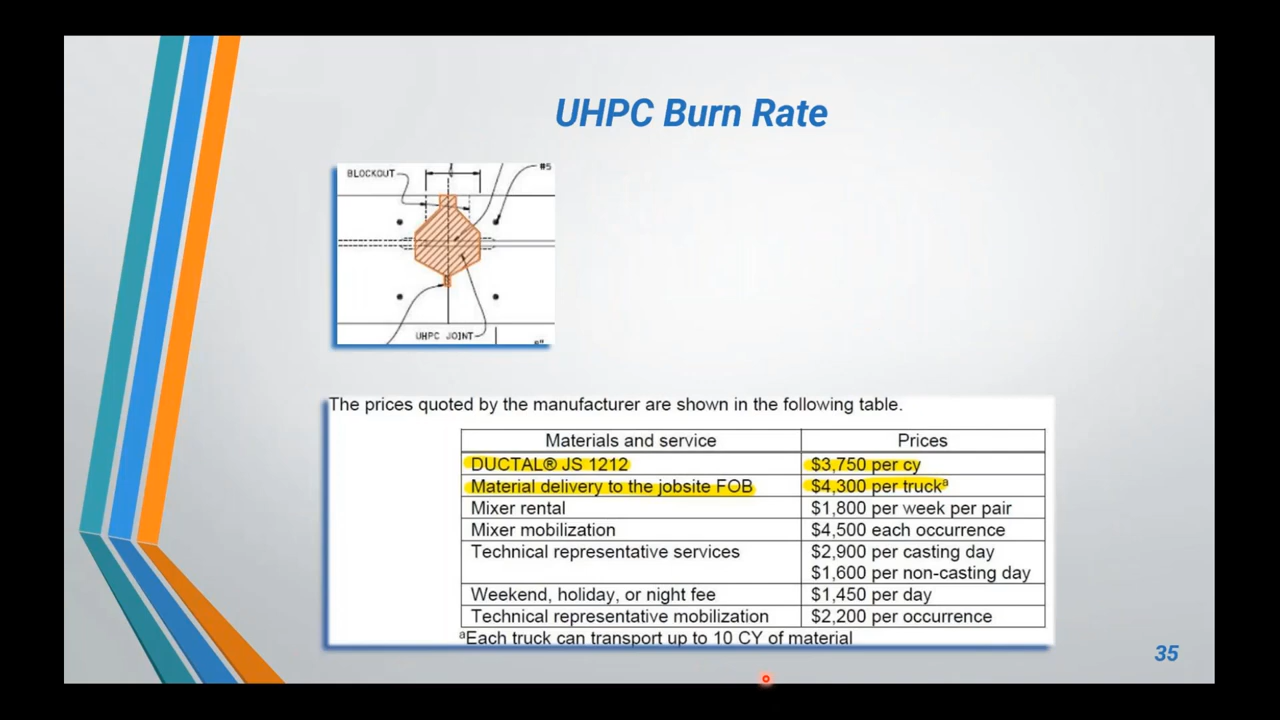 UHPC Burn Rate
BLOCKOUT
#5
UHPC JOINT
The prices quoted by the manufacturer are shown in the following table.
Materials and service Prices
DUCTAL® JS 1212 $3,750 per cy
Material delivery to the jobsite FOB $4,300 per truckᵃ
Mixer rental $1,800 per week per pair
Mixer mobilization $4,500 each occurrence
Technical representative services $2,900 per casting day
$1,600 per non-casting day
Weekend, holiday, or night fee $1,450 per day
Technical representative mobilization $2,200 per occurrence
ᵃEach truck can transport up to 10 CY of material
35